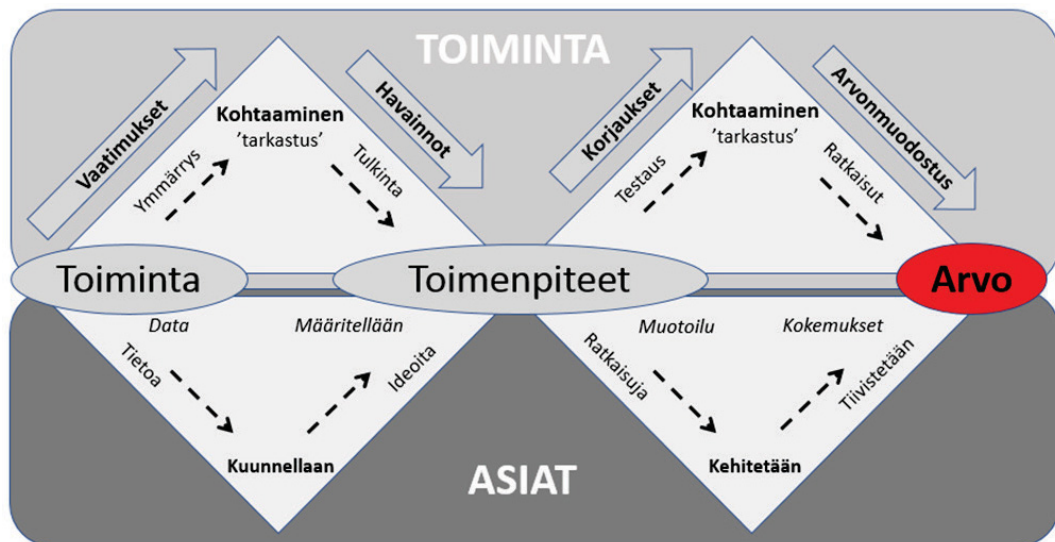 TOIMINTA
Vaatimukset
Ymmärrys
Kohtaaminen
'tarkastus'
Tulkinta
Havainnot
Korjaukset
Testaus
Kohtaaminen
'tarkastus'
Ratkaisut
Arvonmuodostus
Toiminta
Toimenpiteet
Arvo
Data
Määritellään
Muotoilu
Kokemukset
Tietoa
Ideoita
Ratkaisuja
Tiivistetään
Kuunnellaan
Kehitetään
ASIAT